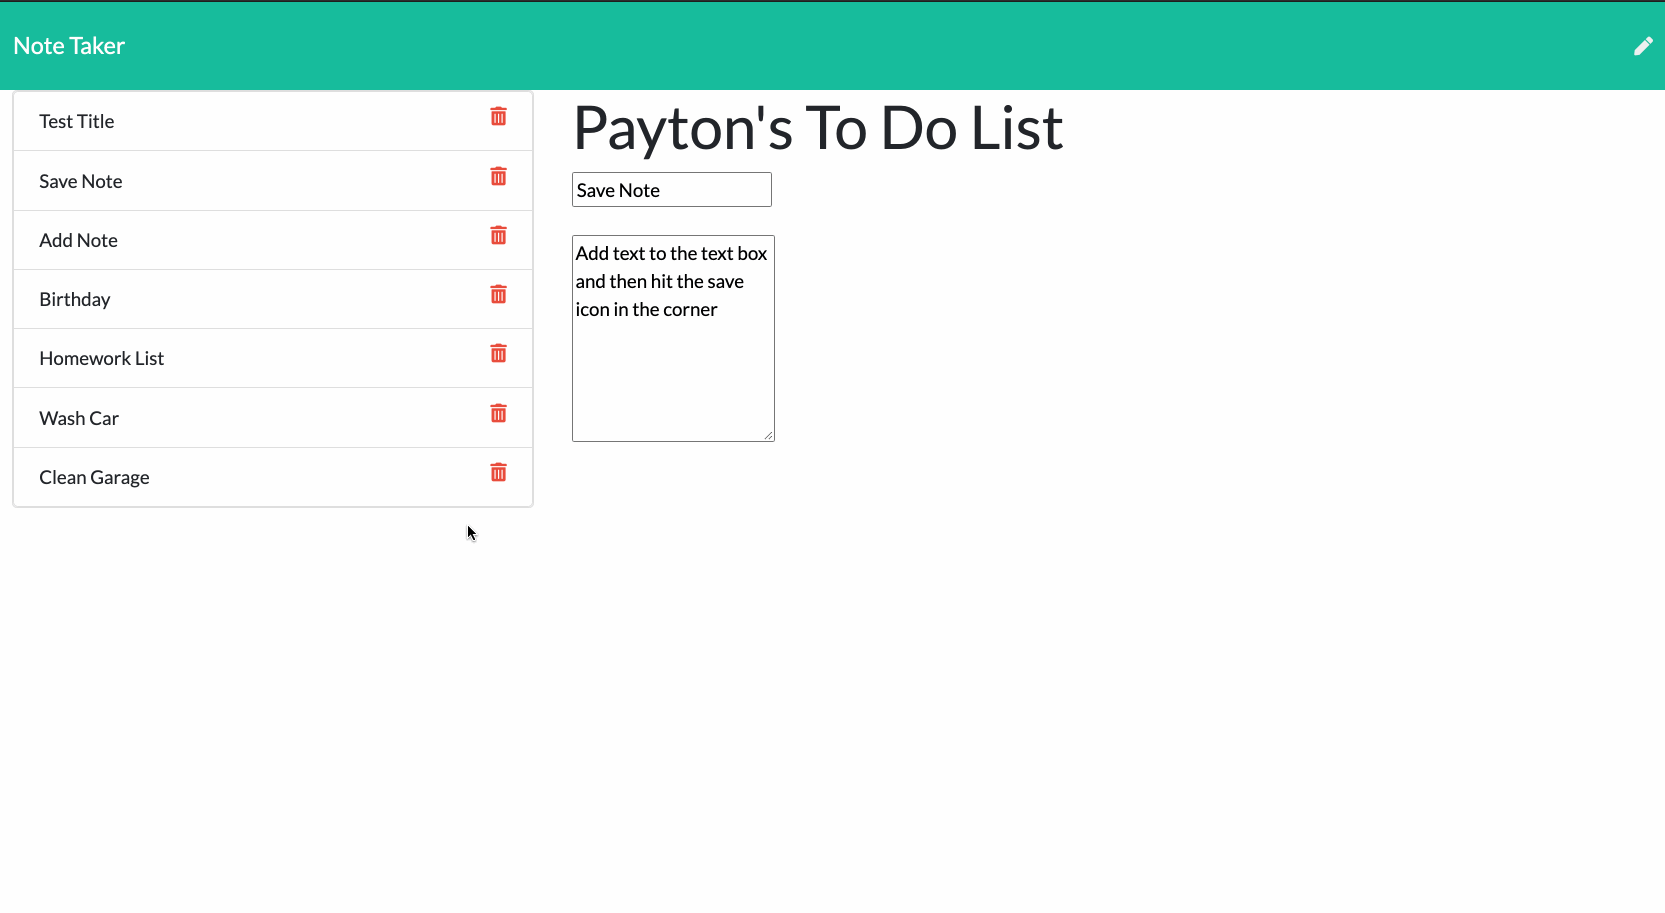 Note Taker
Test Title
Save Note
Add Note
Birthday
Homework List
Wash Car
Clean Garage
Payton's To Do List
Save Note
Add text to the text box
and then hit the save
icon in the corner